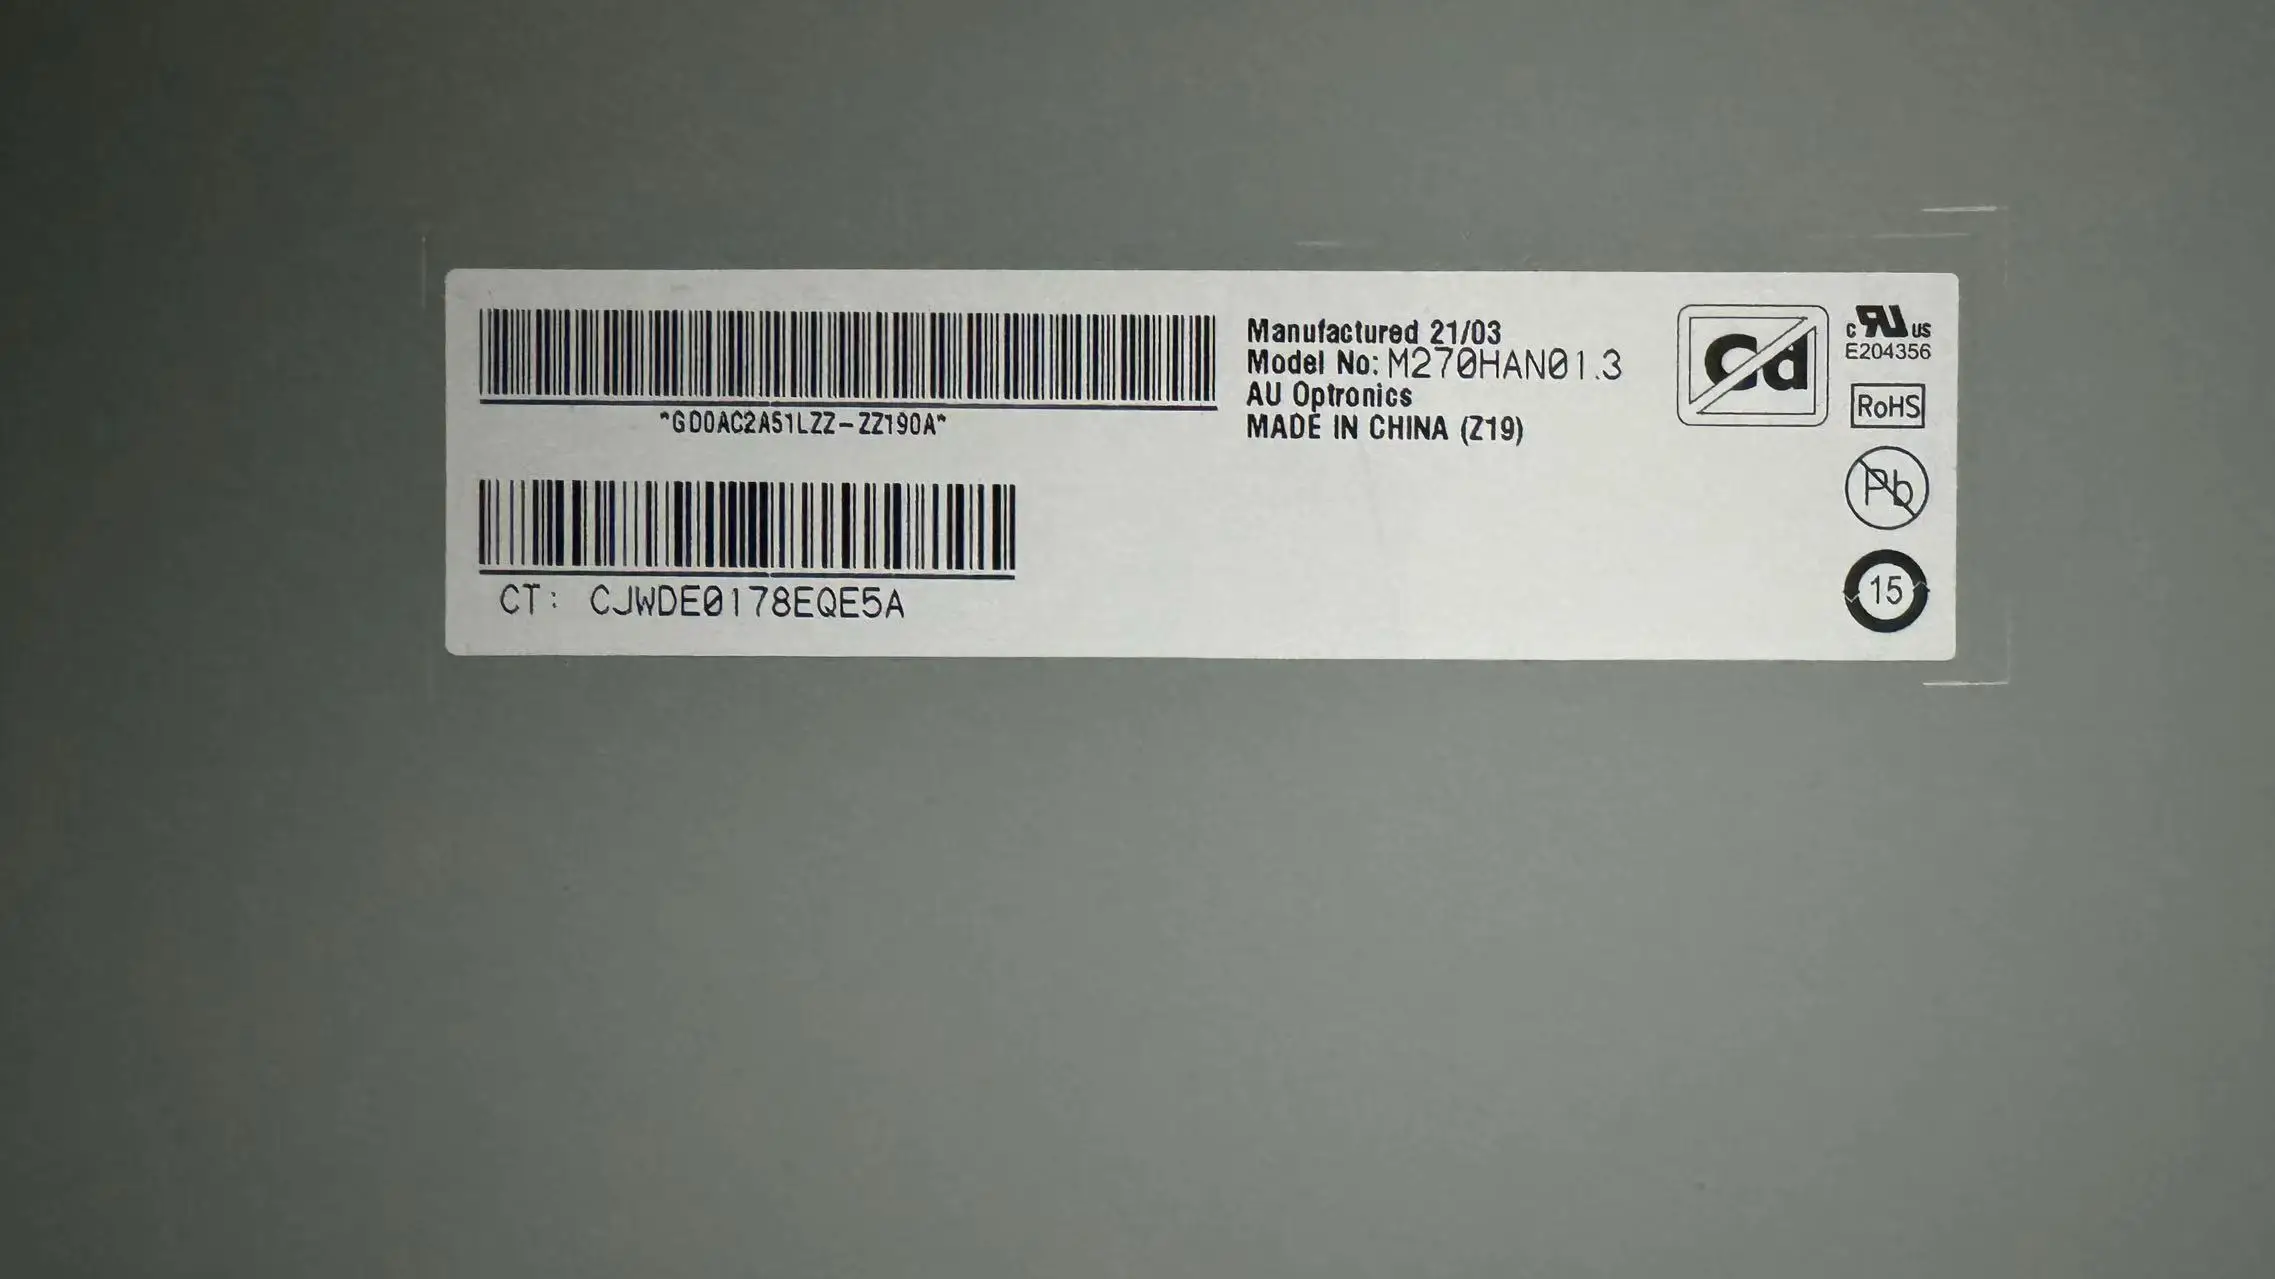 *GD0AC2A51LZZ-ZZ190A*
CT: CJWDE0178EQE5A
Manufactured 21/03
Model No: M270HAN01.3
AU Optronics
MADE IN CHINA (Z19)
Cd
c RU US
E204356
RoHS
Pb
15